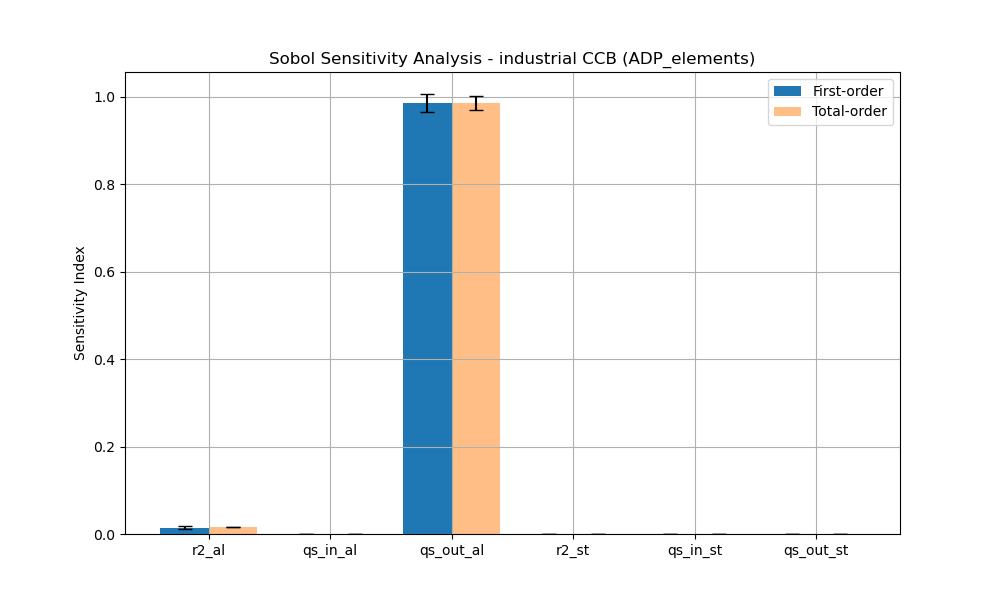 Sobol Sensitivity Analysis - industrial CCB (ADP_elements)
First-order
Total-order
Sensitivity Index
1.0
0.8
0.6
0.4
0.2
0.0
r2_al qs_in_al qs_out_al r2_st qs_in_st qs_out_st